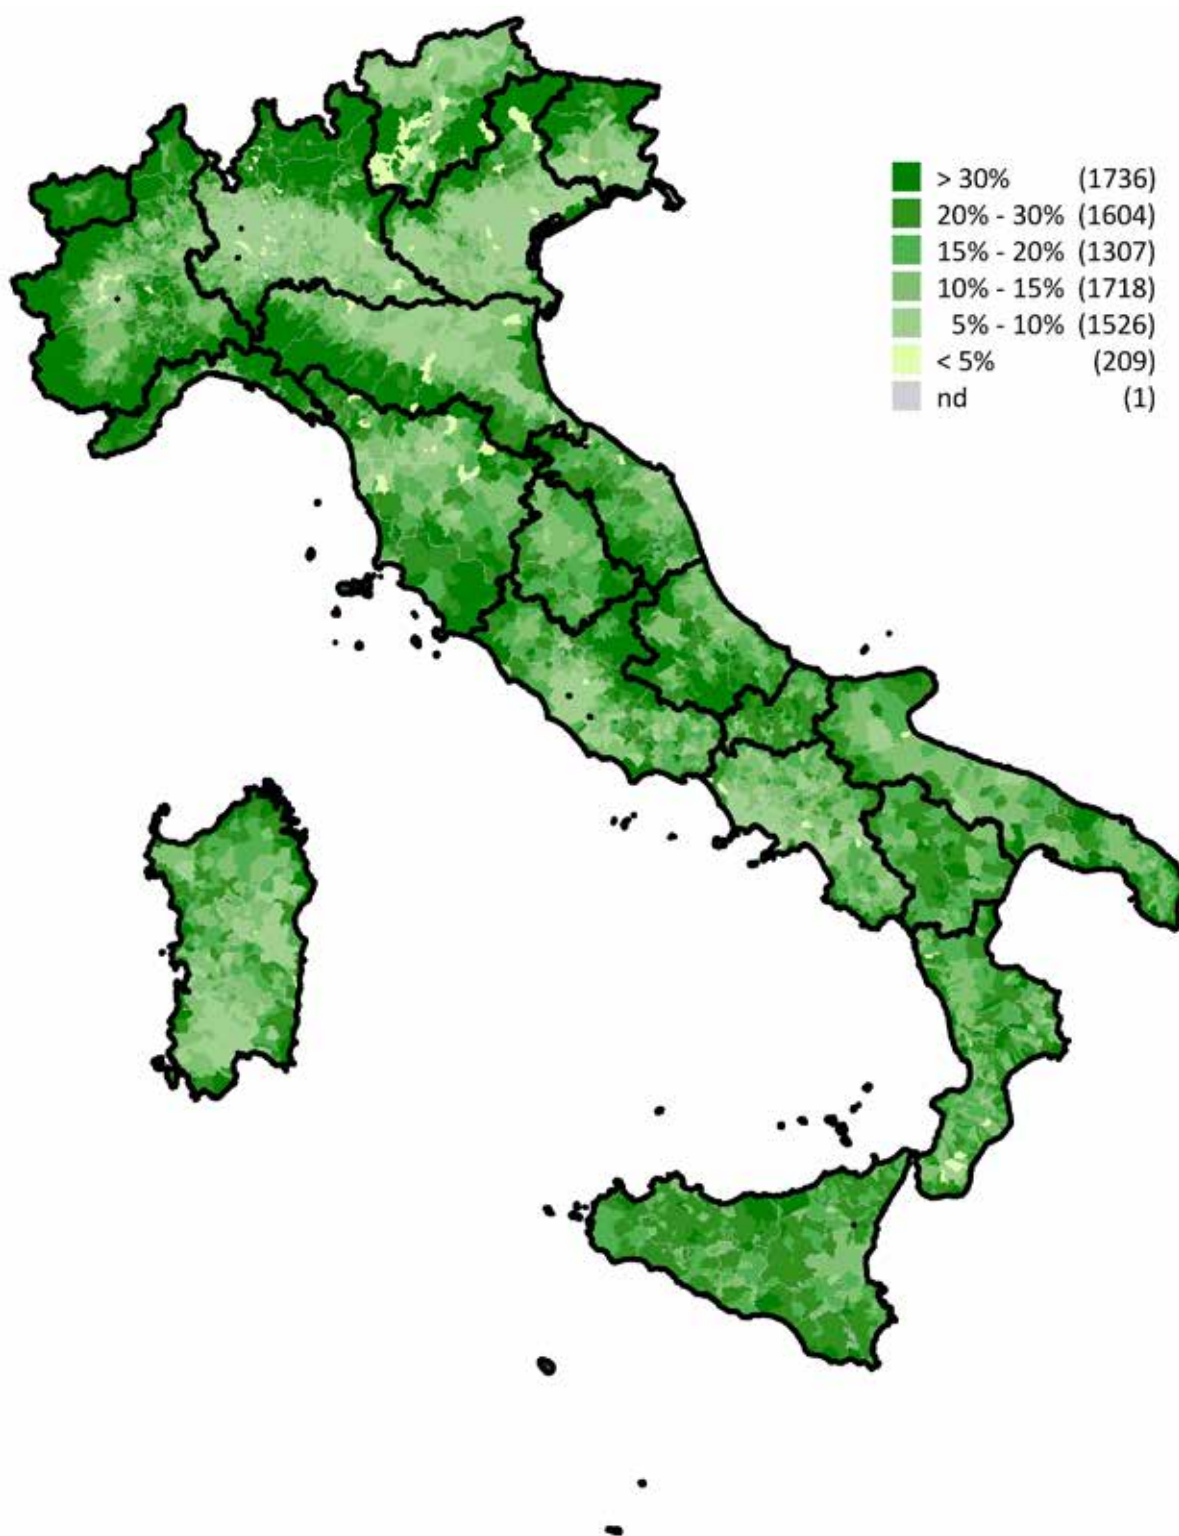 > 30% (1736)
20% - 30% (1604)
15% - 20% (1307)
10% - 15% (1718)
5% - 10% (1526)
< 5% (209)
nd (1)